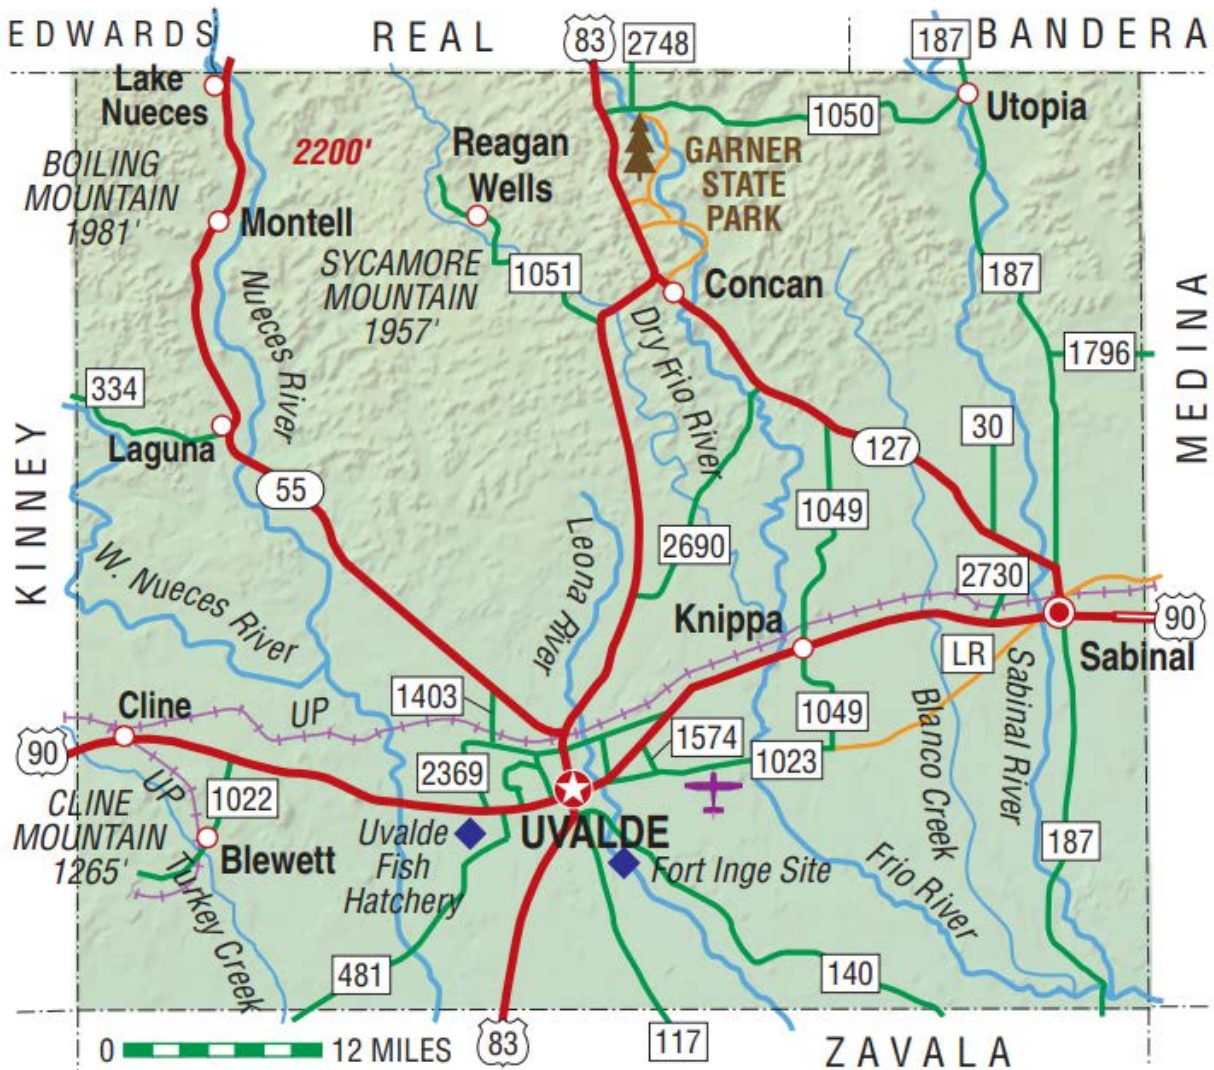 EDWARDS
REAL
83
2748
187
BANDERA
Lake
Nueces
2200'
Reagan
Wells
1050
Utopia
BOILING
MOUNTAIN
1981'
GARNER
STATE
PARK
Montell
SYCAMORE
MOUNTAIN
1957'
1051
Concan
187
Nueces River
Dry Frio River
MEDINA
334
1796
Laguna
30
127
KINNEY
55
1049
2690
Leona River
W. Nueces River
2730
Knippa
90
LR
Sabinal
Sabinal River
1403
Cline
UP
1049
Blanco Creek
90
2369
1574
1023
UP
1022
CLINE
MOUNTAIN
1265'
Uvalde
Fish
Hatchery
UVALDE
187
Blewett
Fort Inge Site
Frio River
Turkey Creek
481
140
0
12 MILES
83
117
ZAVALA